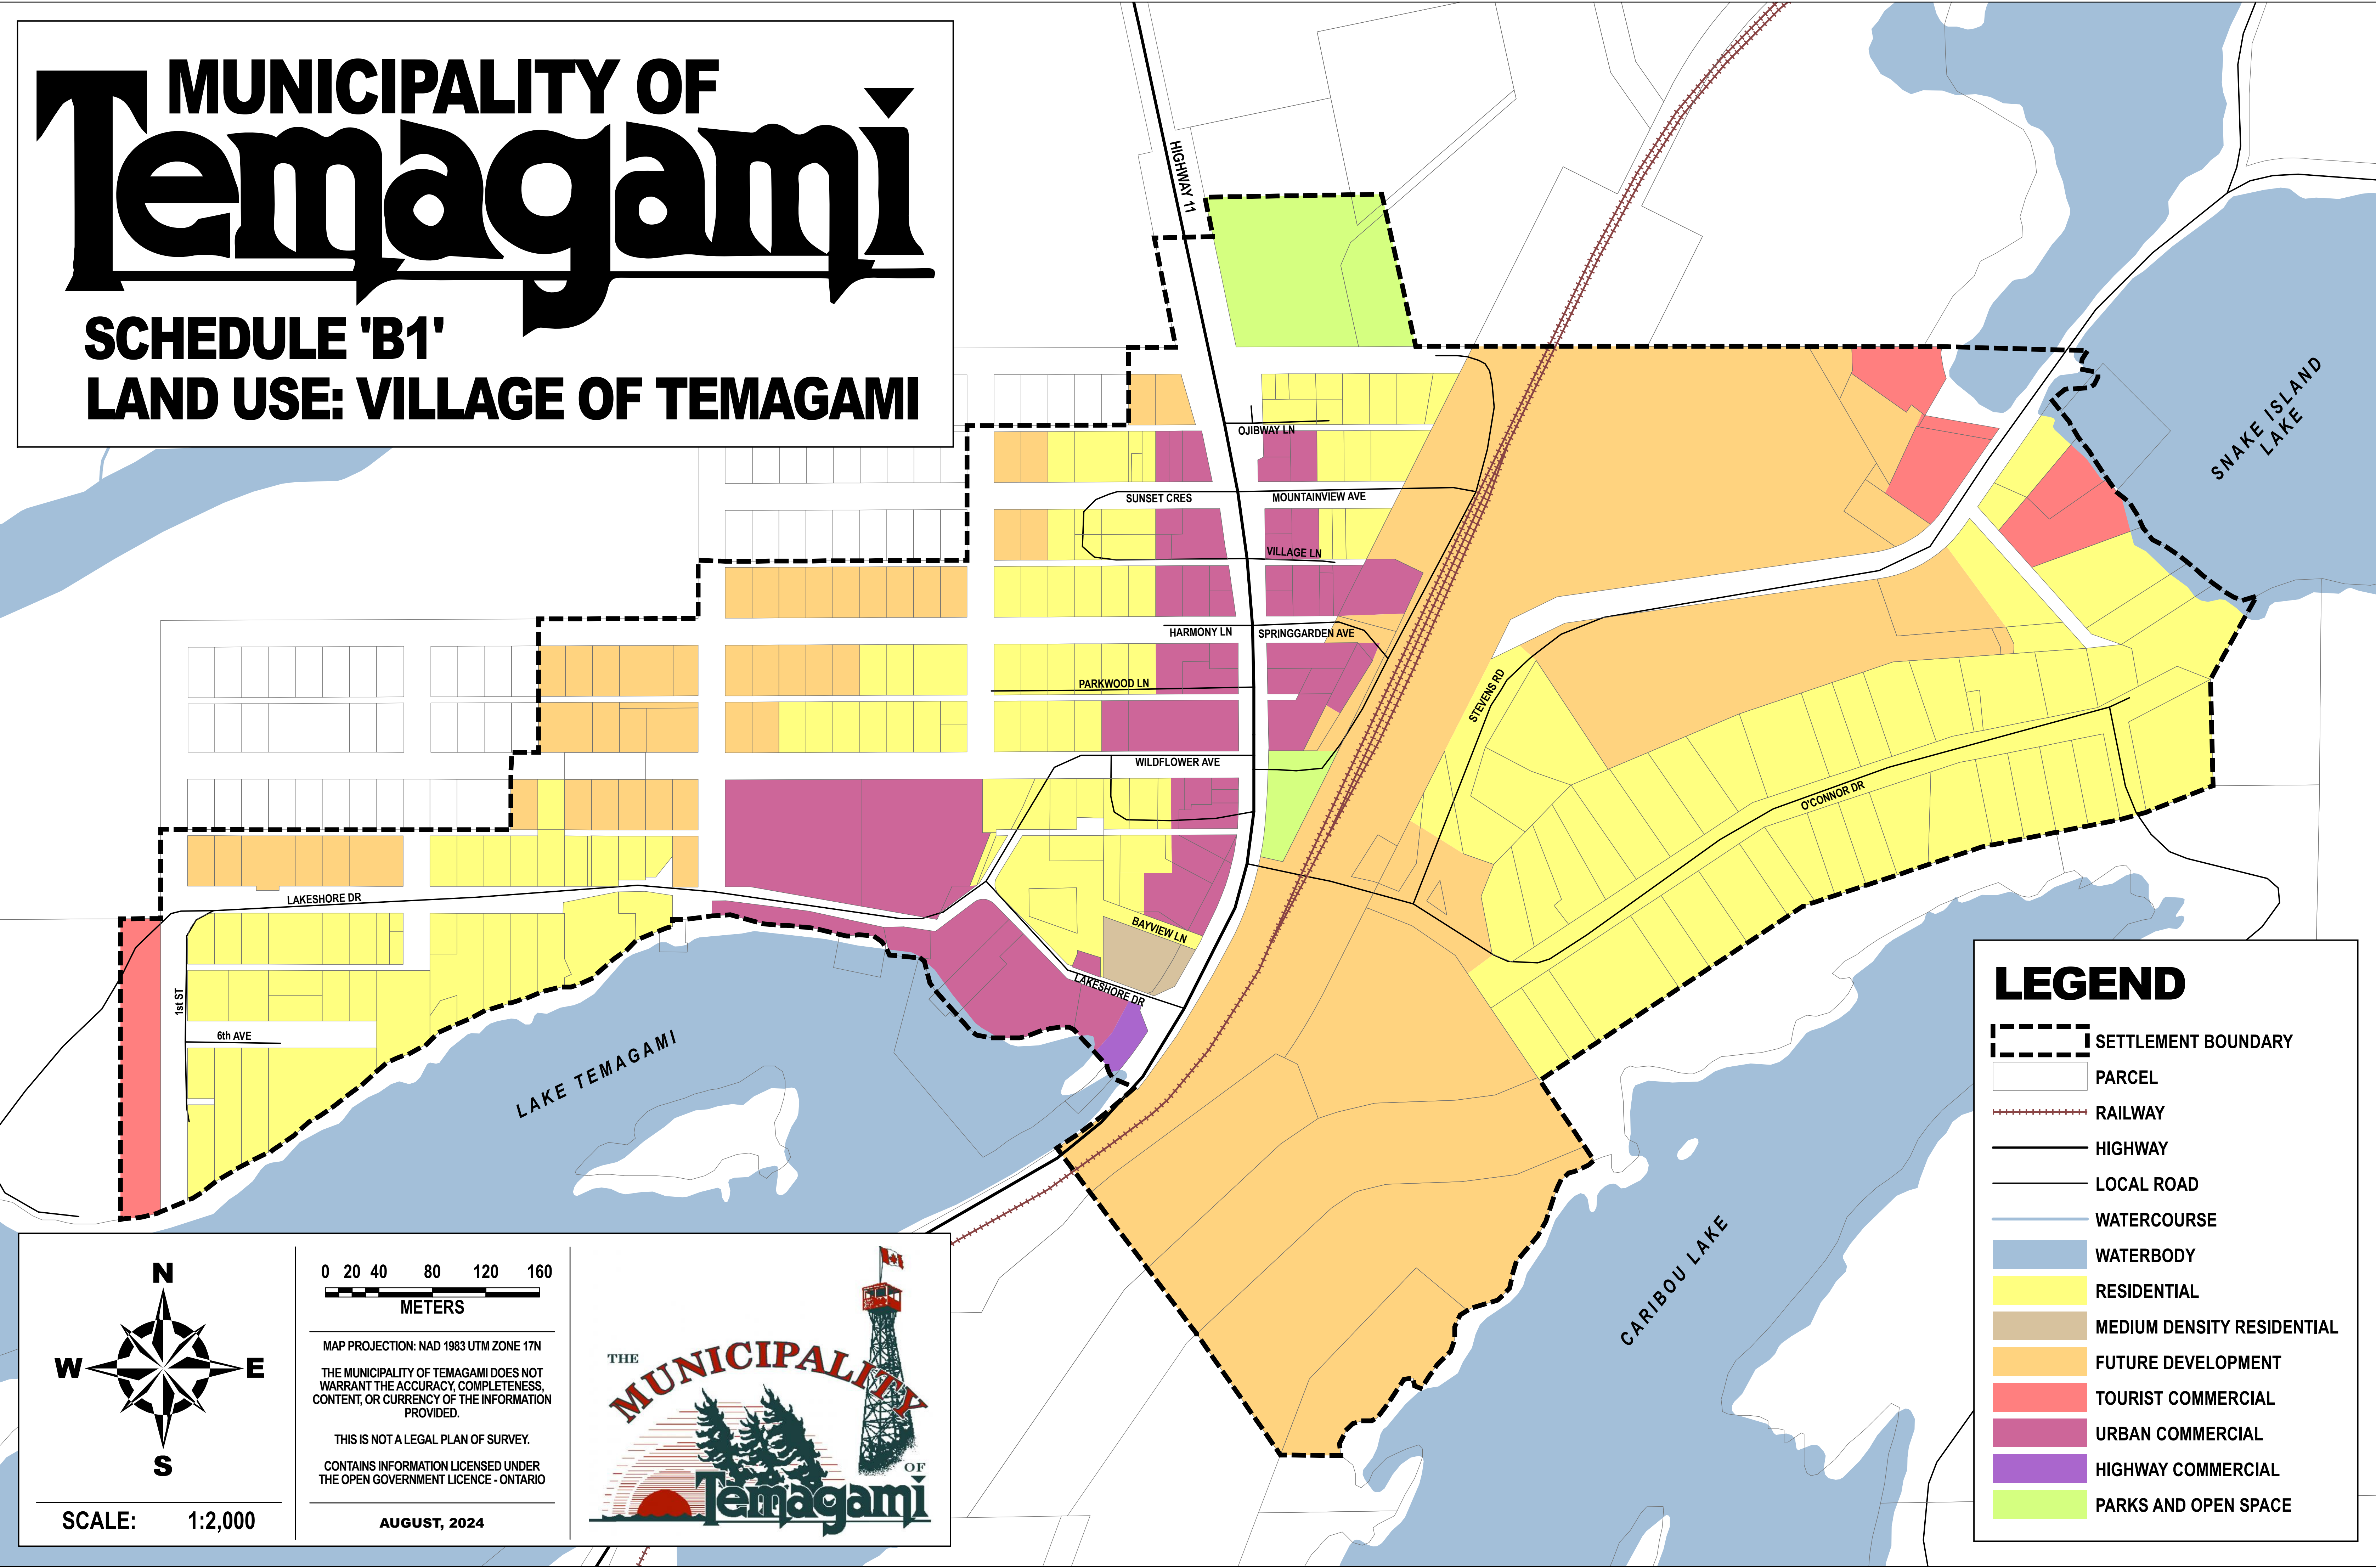 MUNICIPALITY OF
Temagami
SCHEDULE 'B1'
LAND USE: VILLAGE OF TEMAGAMI
HIGHWAY 11
OJIBWAY LN
SUNSET CRES
MOUNTAINVIEW AVE
VILLAGE LN
HARMONY LN
SPRINGGARDEN AVE
PARKWOOD LN
STEVENS RD
WILDFLOWER AVE
O'CONNOR DR
LAKESHORE DR
BAYVIEW LN
LAKESHORE DR
1st ST
6th AVE
SNAKE ISLAND
LAKE
LAKE TEMAGAMI
CARIBOU LAKE
LEGEND
SETTLEMENT BOUNDARY
PARCEL
RAILWAY
HIGHWAY
LOCAL ROAD
WATERCOURSE
WATERBODY
RESIDENTIAL
MEDIUM DENSITY RESIDENTIAL
FUTURE DEVELOPMENT
TOURIST COMMERCIAL
URBAN COMMERCIAL
HIGHWAY COMMERCIAL
PARKS AND OPEN SPACE
N
W E
S
SCALE: 1:2,000
0 20 40 80 120 160
METERS
MAP PROJECTION: NAD 1983 UTM ZONE 17N
THE MUNICIPALITY OF TEMAGAMI DOES NOT
WARRANT THE ACCURACY, COMPLETENESS,
CONTENT, OR CURRENCY OF THE INFORMATION
PROVIDED.
THIS IS NOT A LEGAL PLAN OF SURVEY.
CONTAINS INFORMATION LICENSED UNDER
THE OPEN GOVERNMENT LICENCE - ONTARIO
AUGUST, 2024
THE
MUNICIPALITY
OF
Temagami